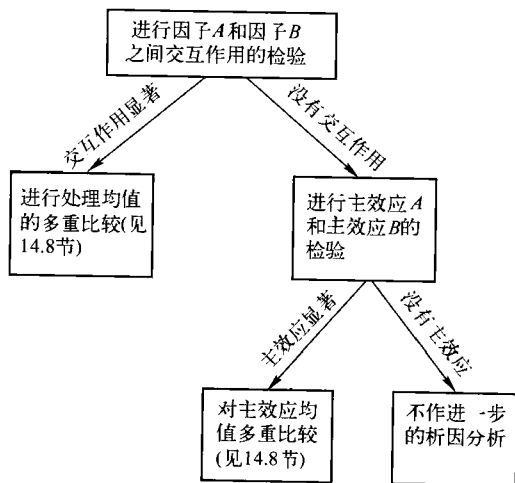 进行因子A和因子B
之间交互作用的检验
交互作用显著
没有交互作用
进行处理均值
的多重比较(见
14.8节)
进行主效应A
和主效应B的
检验
主效应显著
没有主效应
对主效应均
值多重比较
(见14.8节)
不作进一步
的析因分析